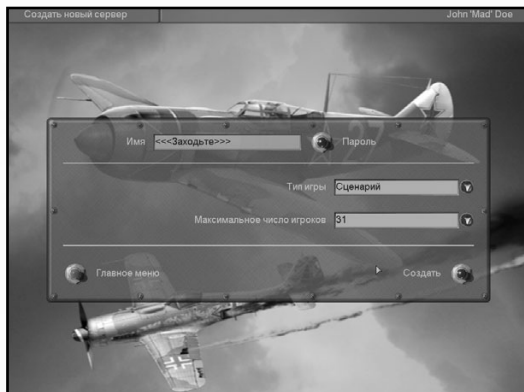 Создать новый сервер
John 'Mad' Doe
Имя <<<Заходьте>>> Пароль
Тип игры Сценарий
Максимальное число игроков 31
Главное меню Создать
27